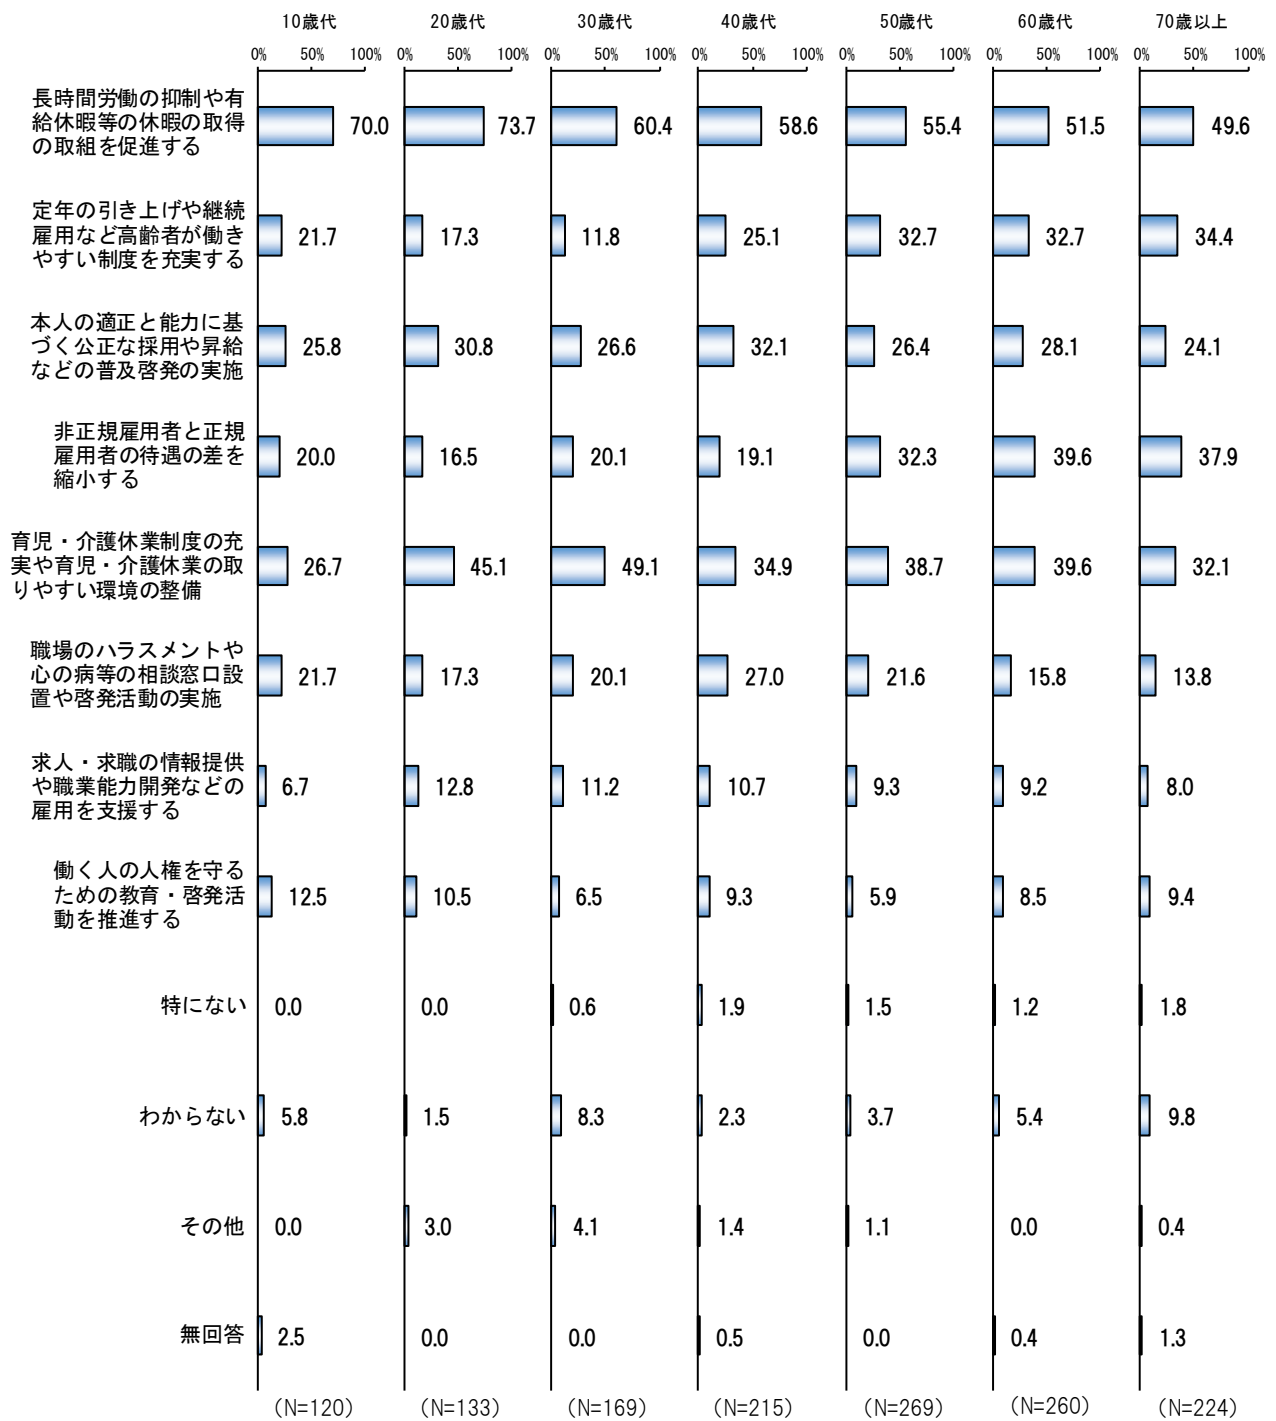 10歳代 20歳代 30歳代 40歳代 50歳代 60歳代 70歳以上
0% 50% 100% 0% 50% 100% 0% 50% 100% 0% 50% 100% 0% 50% 100% 0% 50% 100% 0% 50% 100%
長時間労働の抑制や有
給休暇等の休暇の取得
の取組を促進する
70.0 73.7 60.4 58.6 55.4 51.5 49.6
定年の引き上げや継続
雇用など高齢者が働き
やすい制度を充実する
21.7 17.3 11.8 25.1 32.7 32.7 34.4
本人の適正と能力に基
づく公正な採用や昇給
などの普及啓発の実施
25.8 30.8 26.6 32.1 26.4 28.1 24.1
非正規雇用者と正規
雇用者の待遇の差を
縮小する
20.0 16.5 20.1 19.1 32.3 39.6 37.9
育児・介護休業制度の充
実や育児・介護休業の取
りやすい環境の整備
26.7 45.1 49.1 34.9 38.7 39.6 32.1
職場のハラスメントや
心の病等の相談窓口設
置や啓発活動の実施
21.7 17.3 20.1 27.0 21.6 15.8 13.8
求人・求職の情報提供
や職業能力開発などの
雇用を支援する
6.7 12.8 11.2 10.7 9.3 9.2 8.0
働く人の人権を守る
ための教育・啓発活
動を推進する
12.5 10.5 6.5 9.3 5.9 8.5 9.4
特にない 0.0 0.0 0.6 1.9 1.5 1.2 1.8
わからない 5.8 1.5 8.3 2.3 3.7 5.4 9.8
その他 0.0 3.0 4.1 1.4 1.1 0.0 0.4
無回答 2.5 0.0 0.0 0.5 0.0 0.4 1.3
(N=120) (N=133) (N=169) (N=215) (N=269) (N=260) (N=224)